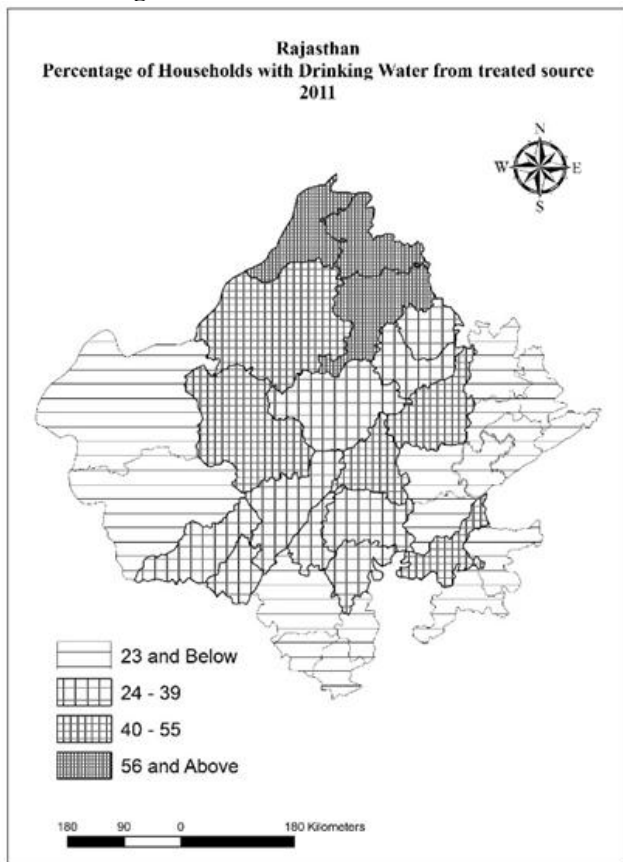 Rajasthan
Percentage of Households with Drinking Water from treated source
2011
N
W E
S
23 and Below
24 - 39
40 - 55
56 and Above
180 90 0 180 Kilometers